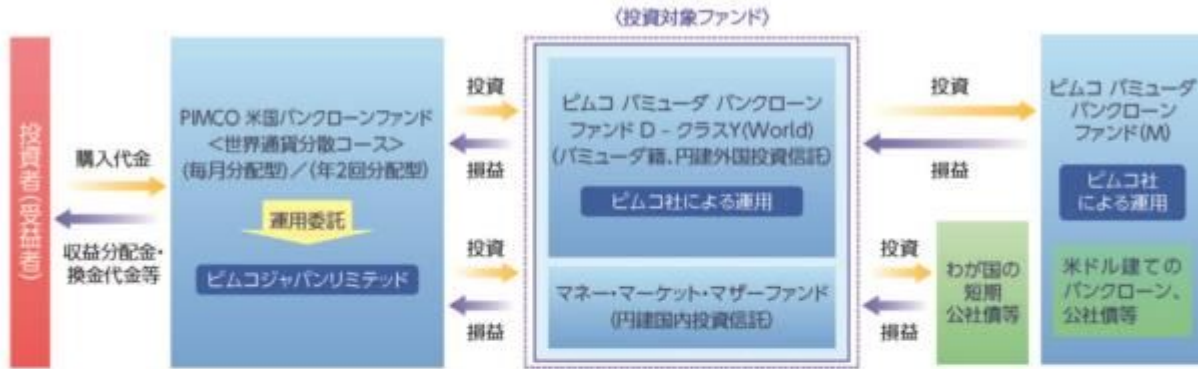 〈投資対象ファンド〉
投資者(受益者)
購入代金
収益分配金・
換金代金等
PIMCO 米国バンクローンファンド
<世界通貨分散コース>
(毎月分配型)/(年2回分配型)
運用委託
ピムコジャパンリミテッド
投資
損益
投資
損益
ピムコ バミューダ バンクローン
ファンド D - クラスY(World)
(バミューダ籍、円建外国投資信託)
ピムコ社による運用
マネー・マーケット・マザーファンド
(円建国内投資信託)
投資
損益
投資
損益
わが国の
短期
公社債等
ピムコ バミューダ
バンクローン
ファンド(M)
ピムコ社
による運用
米ドル建ての
バンクローン、
公社債等